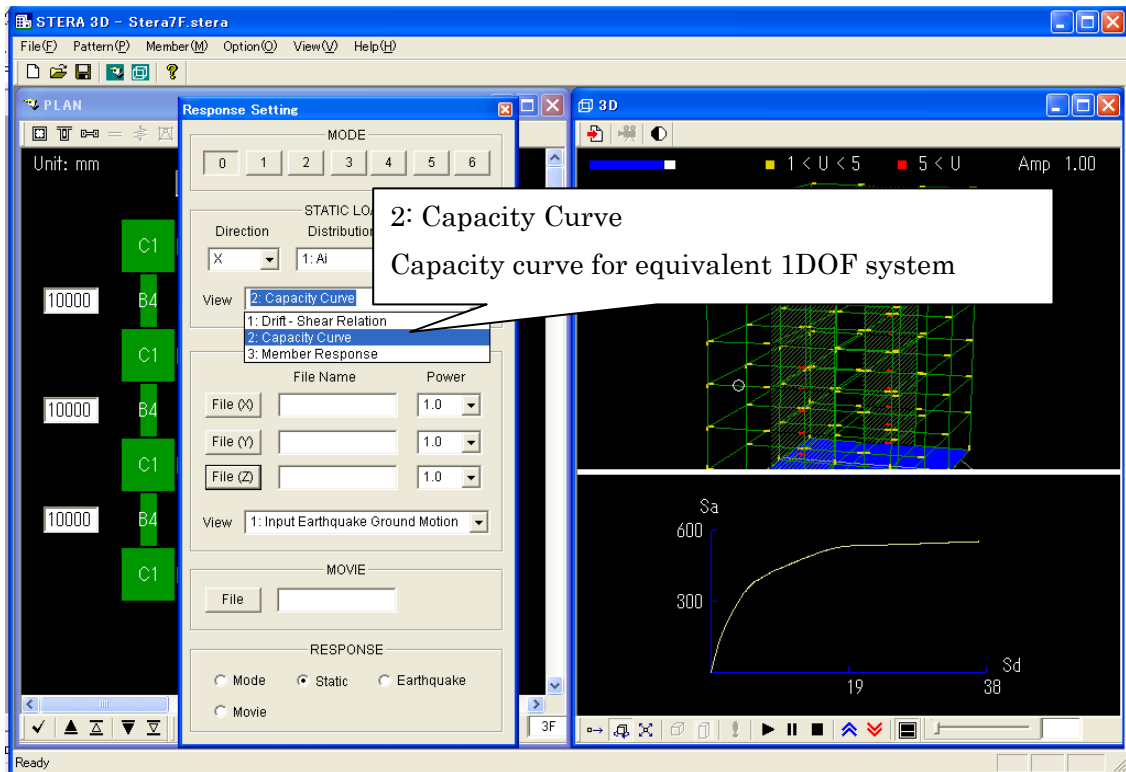 STERA 3D - Stera7F.stera
File(F) Pattern(P) Member(M) Option(O) View(V) Help(H)
PLAN
Unit: mm
C1
10000 B4
C1
10000 B4
C1
10000 B4
C1
3F
Response Setting
MODE
0 1 2 3 4 5 6
STATIC LO
Direction Distribution
X 1: Ai
View 2: Capacity Curve
1: Drift - Shear Relation
2: Capacity Curve
3: Member Response
File Name Power
File (X) 1.0
File (Y) 1.0
File (Z) 1.0
View 1: Input Earthquake Ground Motion
MOVIE
File
RESPONSE
Mode Static Earthquake
Movie
2: Capacity Curve
Capacity curve for equivalent 1DOF system
3D
1 < U < 5 5 < U Amp 1.00
Sa
600
300
Sd
19 38
Ready